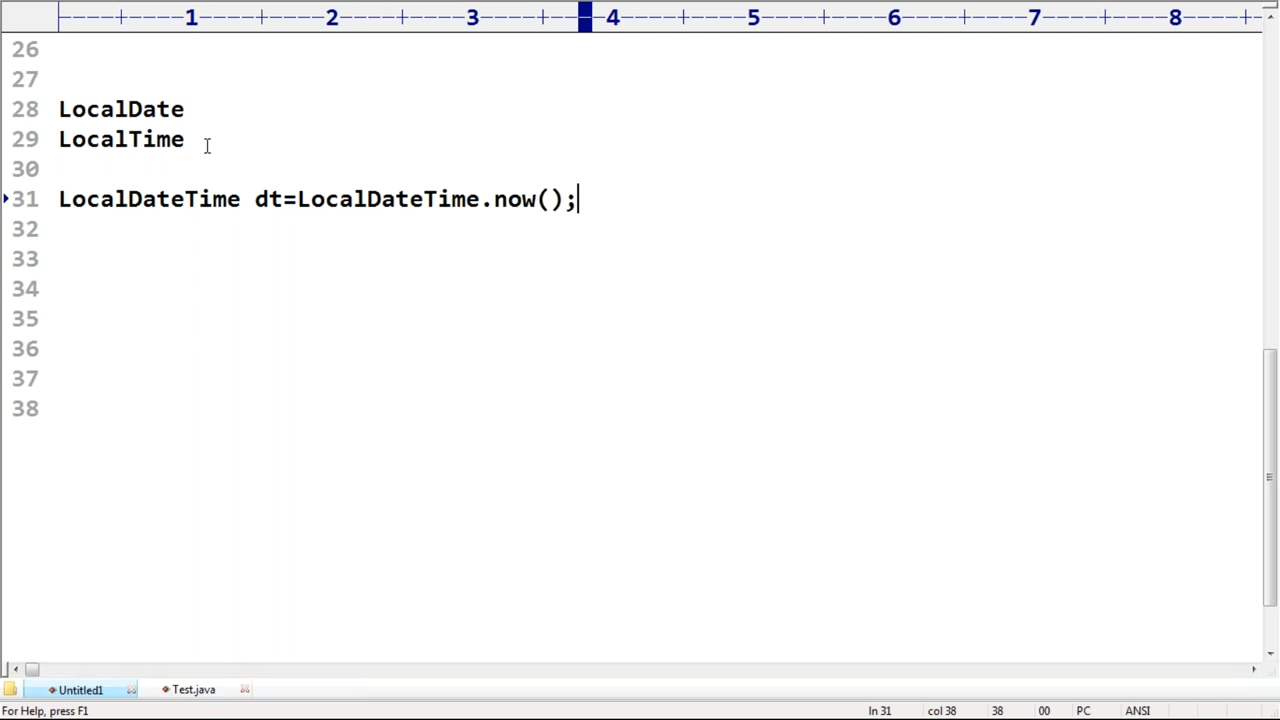 ----+----1----+----2----+----3----+----4----+----5----+----6----+----7----+----8----+-
26
27
28 LocalDate
29 LocalTime
30
31 LocalDateTime dt=LocalDateTime.now();
32
33
34
35
36
37
38
Untitled1 Test.java
For Help, press F1 ln 31 col 38 38 00 PC ANSI